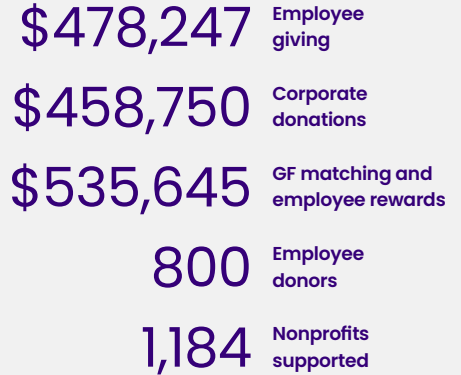 $478,247 Employee
giving
$458,750 Corporate
donations
$535,645 GF matching and
employee rewards
800 Employee
donors
1,184 Nonprofits
supported